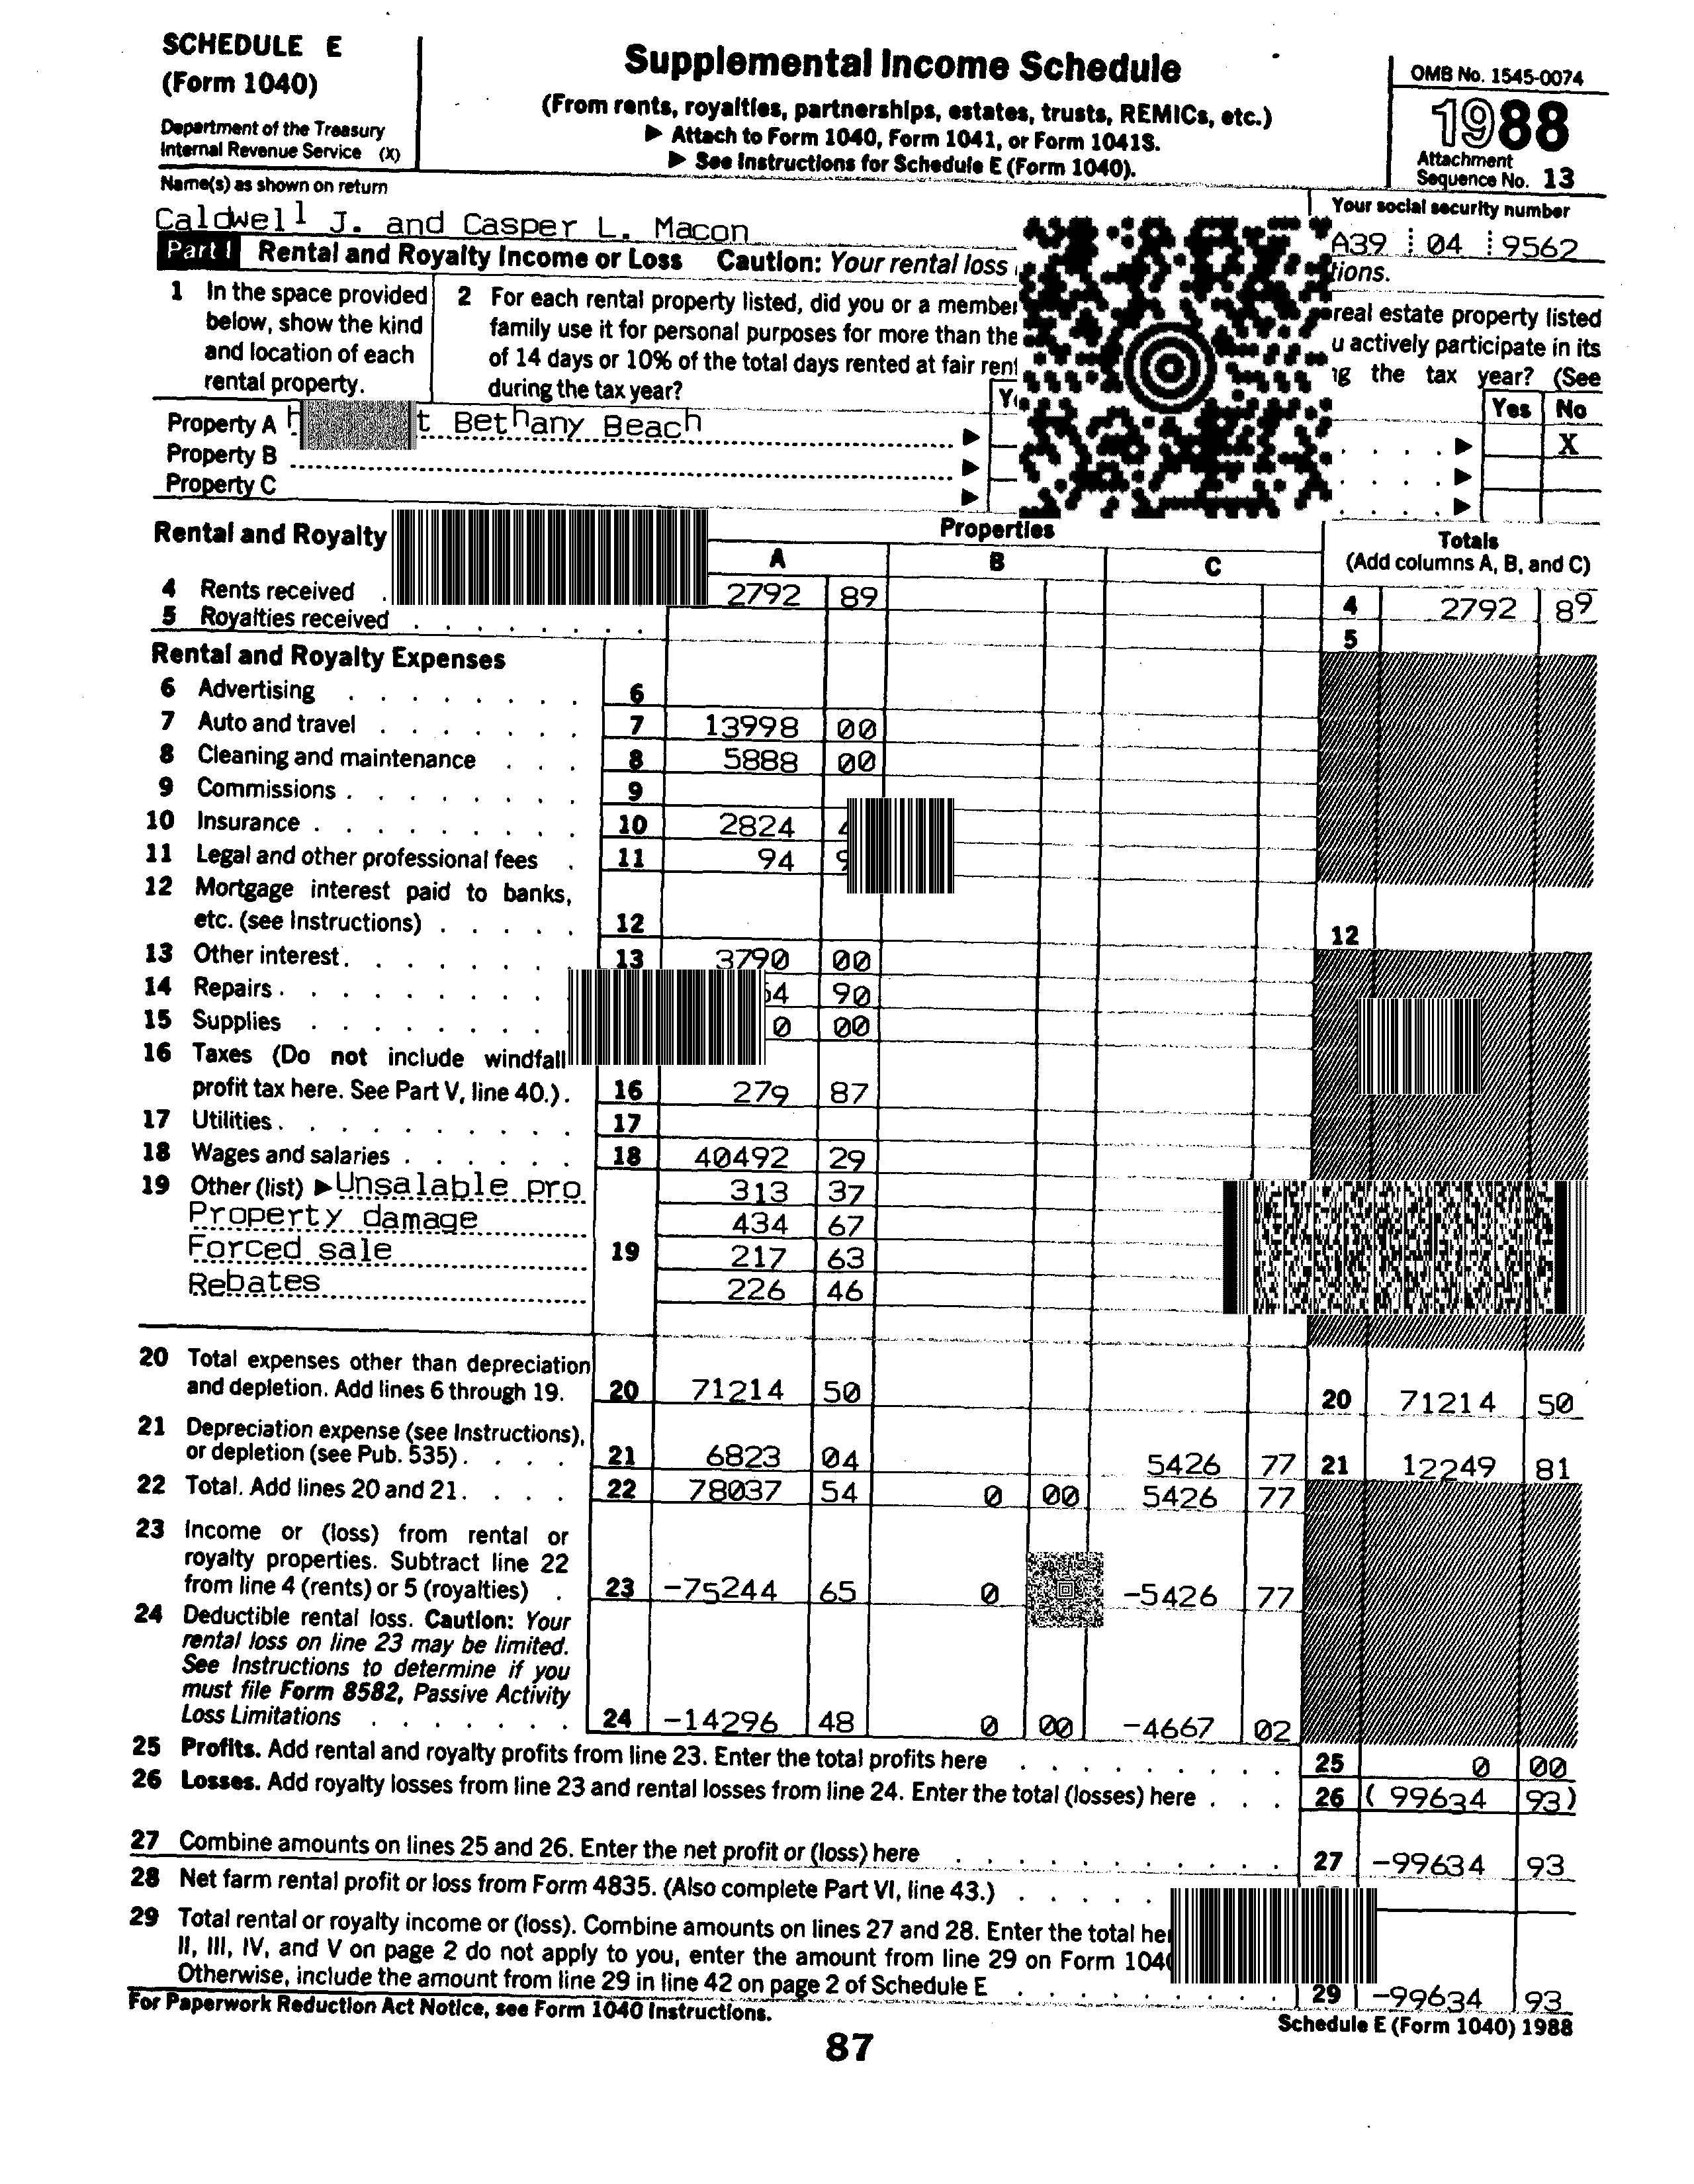 SCHEDULE E
(Form 1040)
Department of the Treasury
Internal Revenue Service (X)
Supplemental Income Schedule
(From rents, royalties, partnerships, estates, trusts, REMICs, etc.)
▶ Attach to Form 1040, Form 1041, or Form 1041S.
▶ See Instructions for Schedule E (Form 1040).
OMB No. 1545-0074
1988
Attachment
Sequence No. 13
Name(s) as shown on return
Your social security number
Caldwell J. and Casper L. Macon
A39 04 9562
Part I Rental and Royalty Income or Loss Caution: Your rental loss
1 In the space provided
below, show the kind
and location of each
rental property.
2 For each rental property listed, did you or a member
family use it for personal purposes for more than the
of 14 days or 10% of the total days rented at fair
during the tax year?
real estate property listed
actively participate in its
the tax year? (See
Yes No
Property A Bethany Beach
X
Property B
Property C
Rental and Royalty
Properties
A B C
Totals
(Add columns A, B, and C)
4 Rents received 2792 89 4 2792 89
5 Royalties received 5
Rental and Royalty Expenses
6 Advertising 6
7 Auto and travel 7 13998 00
8 Cleaning and maintenance 8 5888 00
9 Commissions 9
10 Insurance 10 2824
11 Legal and other professional fees 11 94
12 Mortgage interest paid to banks,
etc. (see Instructions) 12 12
13 Other interest 13 3790 00
14 Repairs 90
15 Supplies 00
16 Taxes (Do not include windfall
profit tax here. See Part V, line 40.) 16 279 87
17 Utilities 17
18 Wages and salaries 18 40492 29
19 Other (list) ▶ Unsalable pro 313 37
Property damage 434 67
Forced sale 19 217 63
Rebates 226 46
20 Total expenses other than depreciation
and depletion. Add lines 6 through 19. 20 71214 50 20 71214 50
21 Depreciation expense (see Instructions),
or depletion (see Pub. 535) 21 6823 04 5426 77 21 12249 81
22 Total. Add lines 20 and 21. 22 78037 54 0 00 5426 77
23 Income or (loss) from rental or
royalty properties. Subtract line 22
from line 4 (rents) or 5 (royalties) 23 -75244 65 0 -5426 77
24 Deductible rental loss. Caution: Your
rental loss on line 23 may be limited.
See Instructions to determine if you
must file Form 8582, Passive Activity
Loss Limitations 24 -14296 48 0 00 -4667 02
25 Profits. Add rental and royalty profits from line 23. Enter the total profits here 25 0 00
26 Losses. Add royalty losses from line 23 and rental losses from line 24. Enter the total (losses) here 26 ( 99634 93)
27 Combine amounts on lines 25 and 26. Enter the net profit or (loss) here 27 -99634 93
28 Net farm rental profit or loss from Form 4835. (Also complete Part VI, line 43.)
29 Total rental or royalty income or (loss). Combine amounts on lines 27 and 28. Enter the total
II, III, IV, and V on page 2 do not apply to you, enter the amount from line 29 on Form
Otherwise, include the amount from line 29 in line 42 on page 2 of Schedule E 29 -99634 93
For Paperwork Reduction Act Notice, see Form 1040 Instructions.
Schedule E (Form 1040) 1988
87